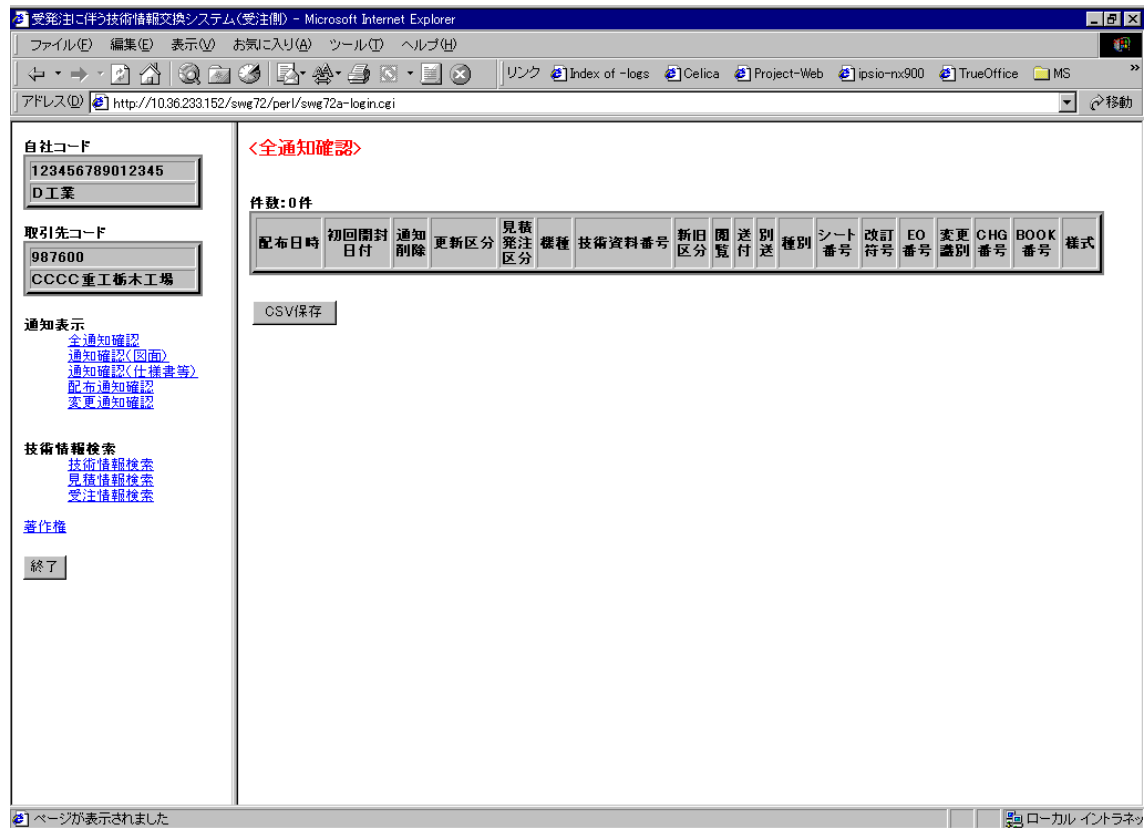 受発注に伴う技術情報交換システム(受注側) - Microsoft Internet Explorer
ファイル(F) 編集(E) 表示(V) お気に入り(A) ツール(T) ヘルプ(H)
リンク Index of -logs Celica Project-Web ipsio-nx900 TrueOffice MS »
アドレス(D) http://10.36.233.152/swg72/perl/swg72a-login.cgi 移動
自社コード
123456789012345
D工業
取引先コード
987600
CCCC重工栃木工場
通知表示
全通知確認
通知確認(図面)
通知確認(仕様書等)
配布通知確認
変更通知確認
技術情報検索
技術情報検索
見積情報検索
受注情報検索
著作権
終了
<全通知確認>
件数:0件
配布日時 初回開封日付 通知削除 更新区分 見積発注区分 機種 技術資料番号 新旧区分 閲覧 送付 別送 種別 シート番号 改訂符号 EO番号 変更識別 CHG番号 BOOK番号 様式
CSV保存
ページが表示されました
ローカル イントラネッ